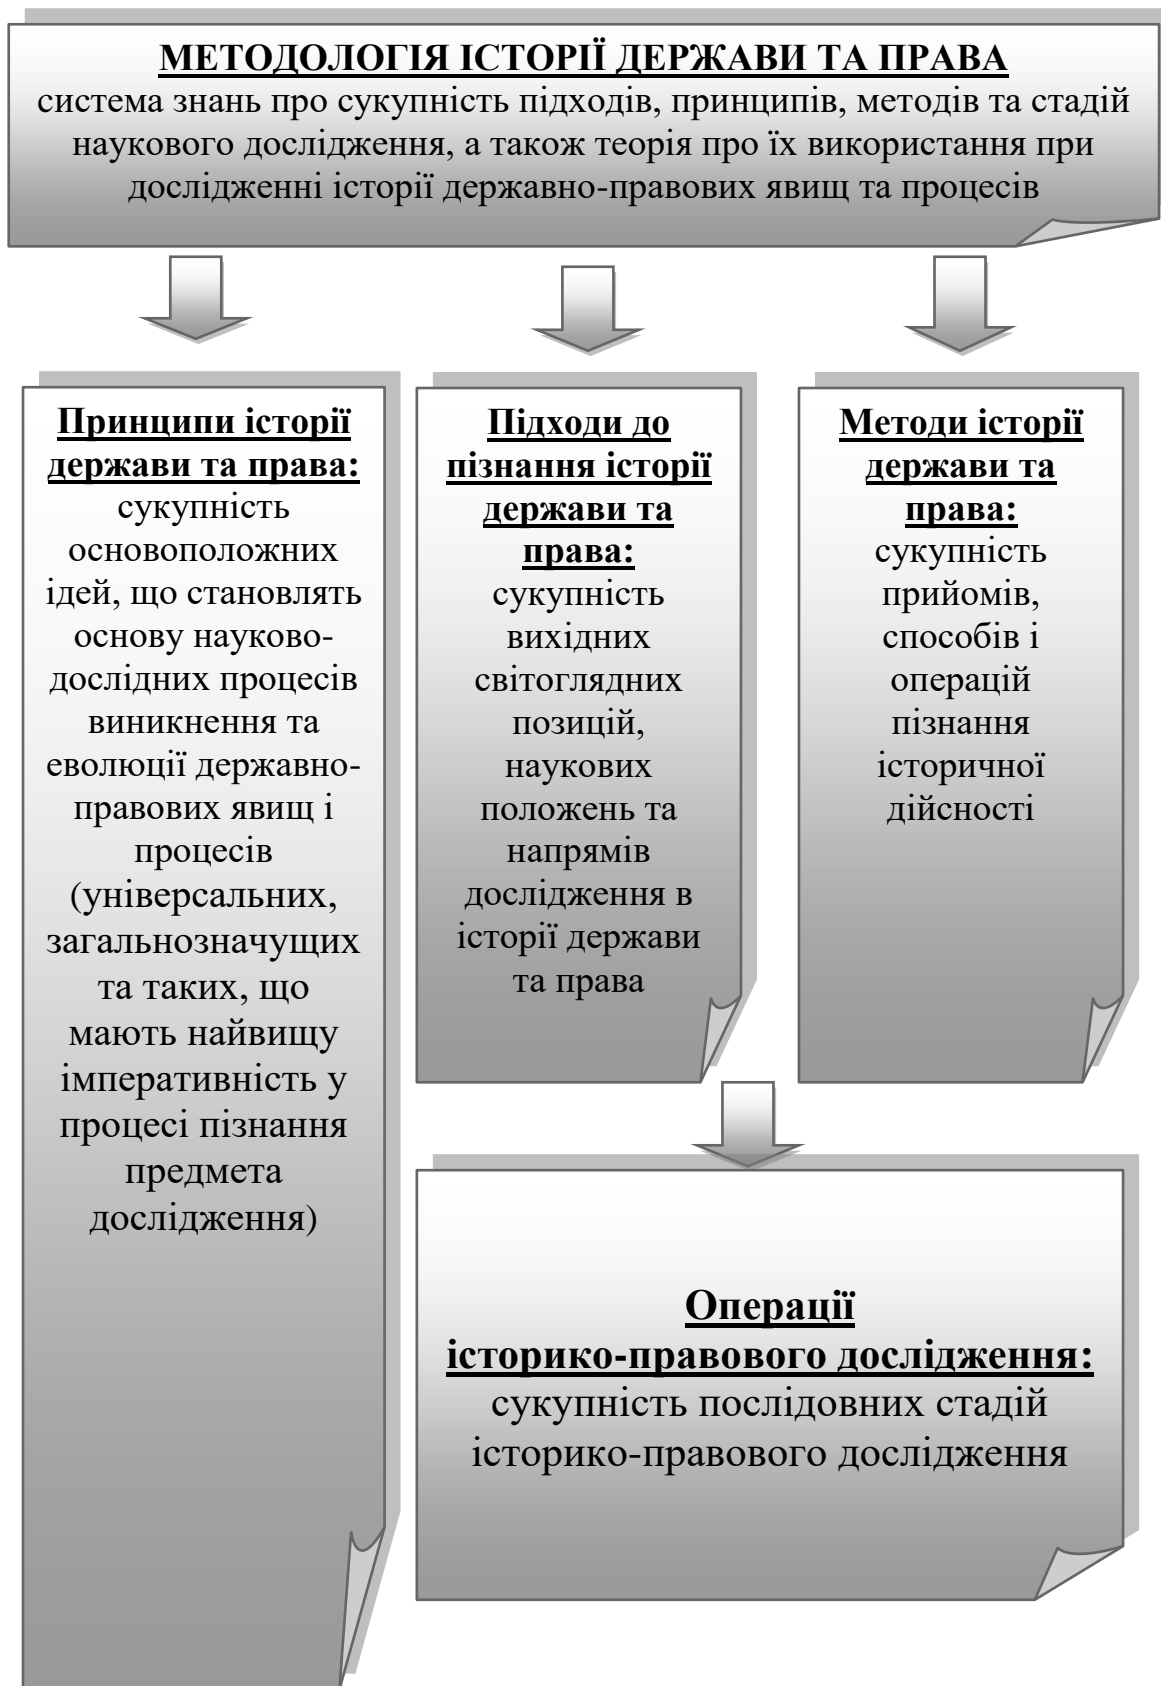 МЕТОДОЛОГІЯ ІСТОРІЇ ДЕРЖАВИ ТА ПРАВА
система знань про сукупність підходів, принципів, методів та стадій
наукового дослідження, а також теорія про їх використання при
дослідженні історії державно-правових явищ та процесів
Принципи історії
держави та права:
сукупність
основоположних
ідей, що становлять
основу науково-
дослідних процесів
виникнення та
еволюції державно-
правових явищ і
процесів
(універсальних,
загальнозначущих
та таких, що
мають найвищу
імперативність у
процесі пізнання
предмета
дослідження)
Підходи до
пізнання історії
держави та
права:
сукупність
вихідних
світоглядних
позицій,
наукових
положень та
напрямів
дослідження в
історії держави
та права
Методи історії
держави та
права:
сукупність
прийомів,
способів і
операцій
пізнання
історичної
дійсності
Операції
історико-правового дослідження:
сукупність послідовних стадій
історико-правового дослідження